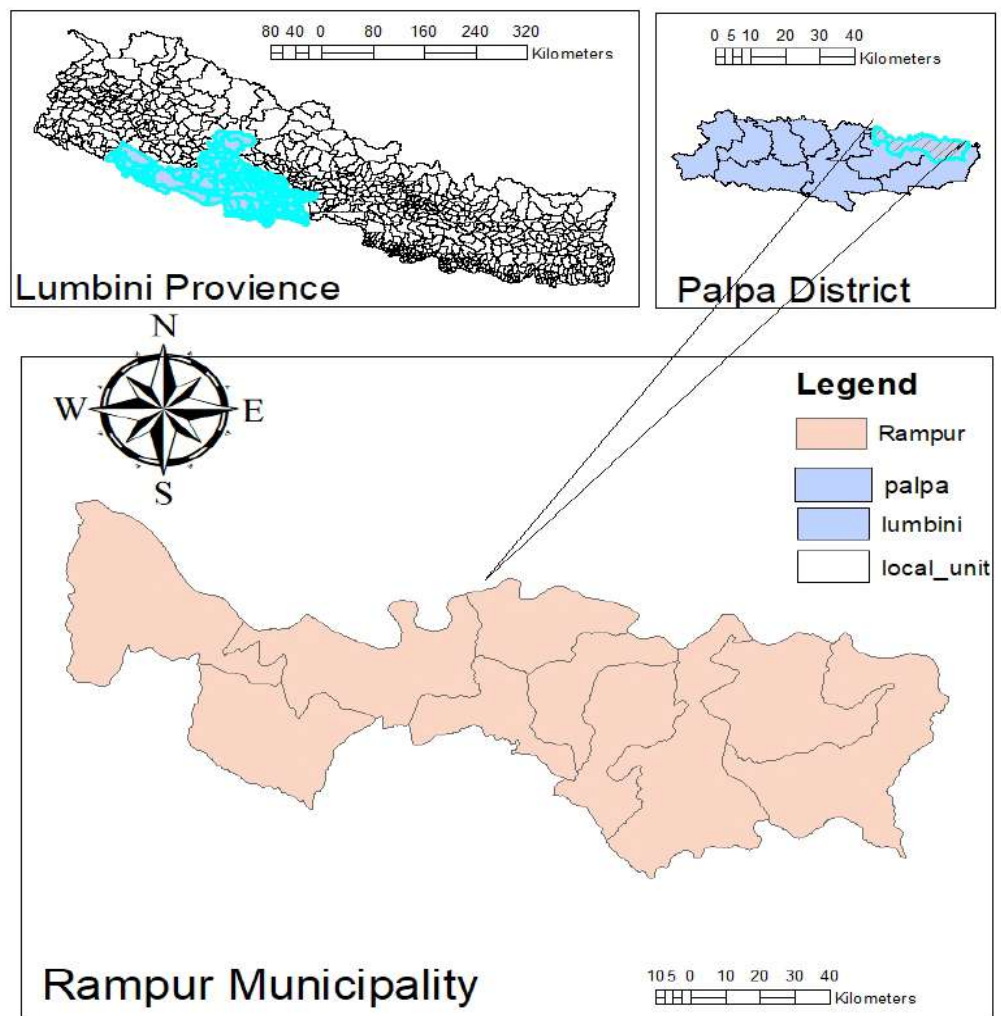 80 40 0 80 160 240 320
Kilometers
Lumbini Provience
0 5 10 20 30 40
Kilometers
Palpa District
N
W E
S
Legend
Rampur
palpa
lumbini
local_unit
Rampur Municipality
10 5 0 10 20 30 40
Kilometers